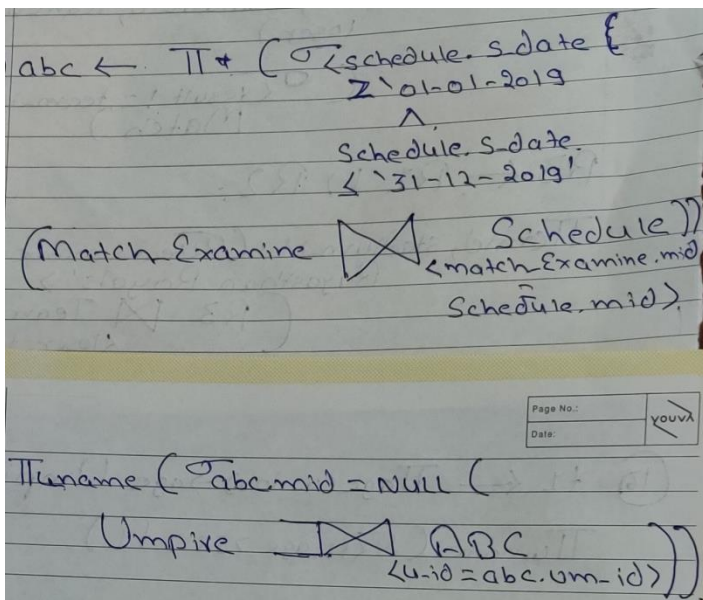 abc ← π* (σ<schedule.s_date {
≥ '01-01-2019
∧
Schedule.s_date.
≤ '31-12-2019'
(Match_Examine ⋈ Schedule))
<match_Examine.mid
=
Schedule.mid>
Page No.:
Date:
youva
πuname (σabc.mid = NULL (
Umpire ⟕ ABC
<u_id = abc.um_id>))